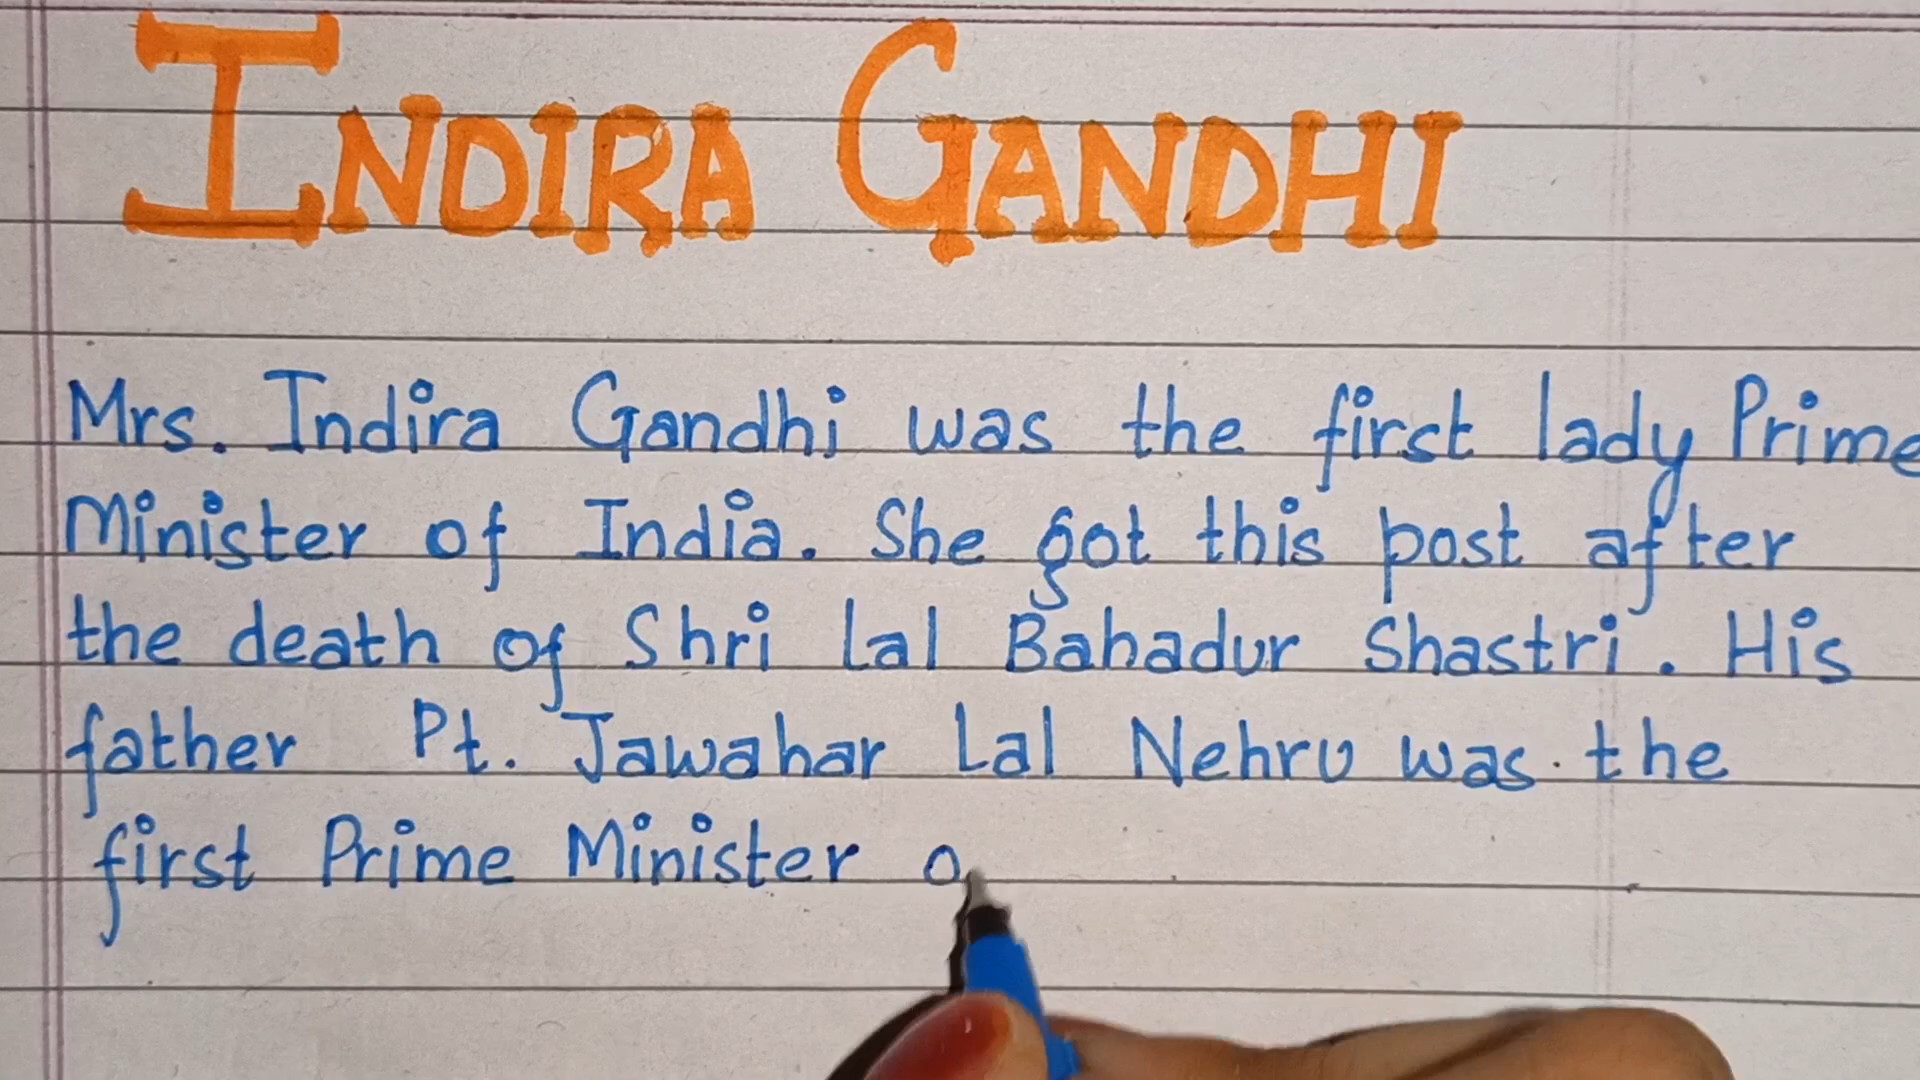 INDIRA GANDHI
Mrs. Indira Gandhi was the first lady Prime
Minister of India. She got this post after
the death of Shri Lal Bahadur Shastri. His
father Pt. Jawahar Lal Nehru was the
first Prime Minister o